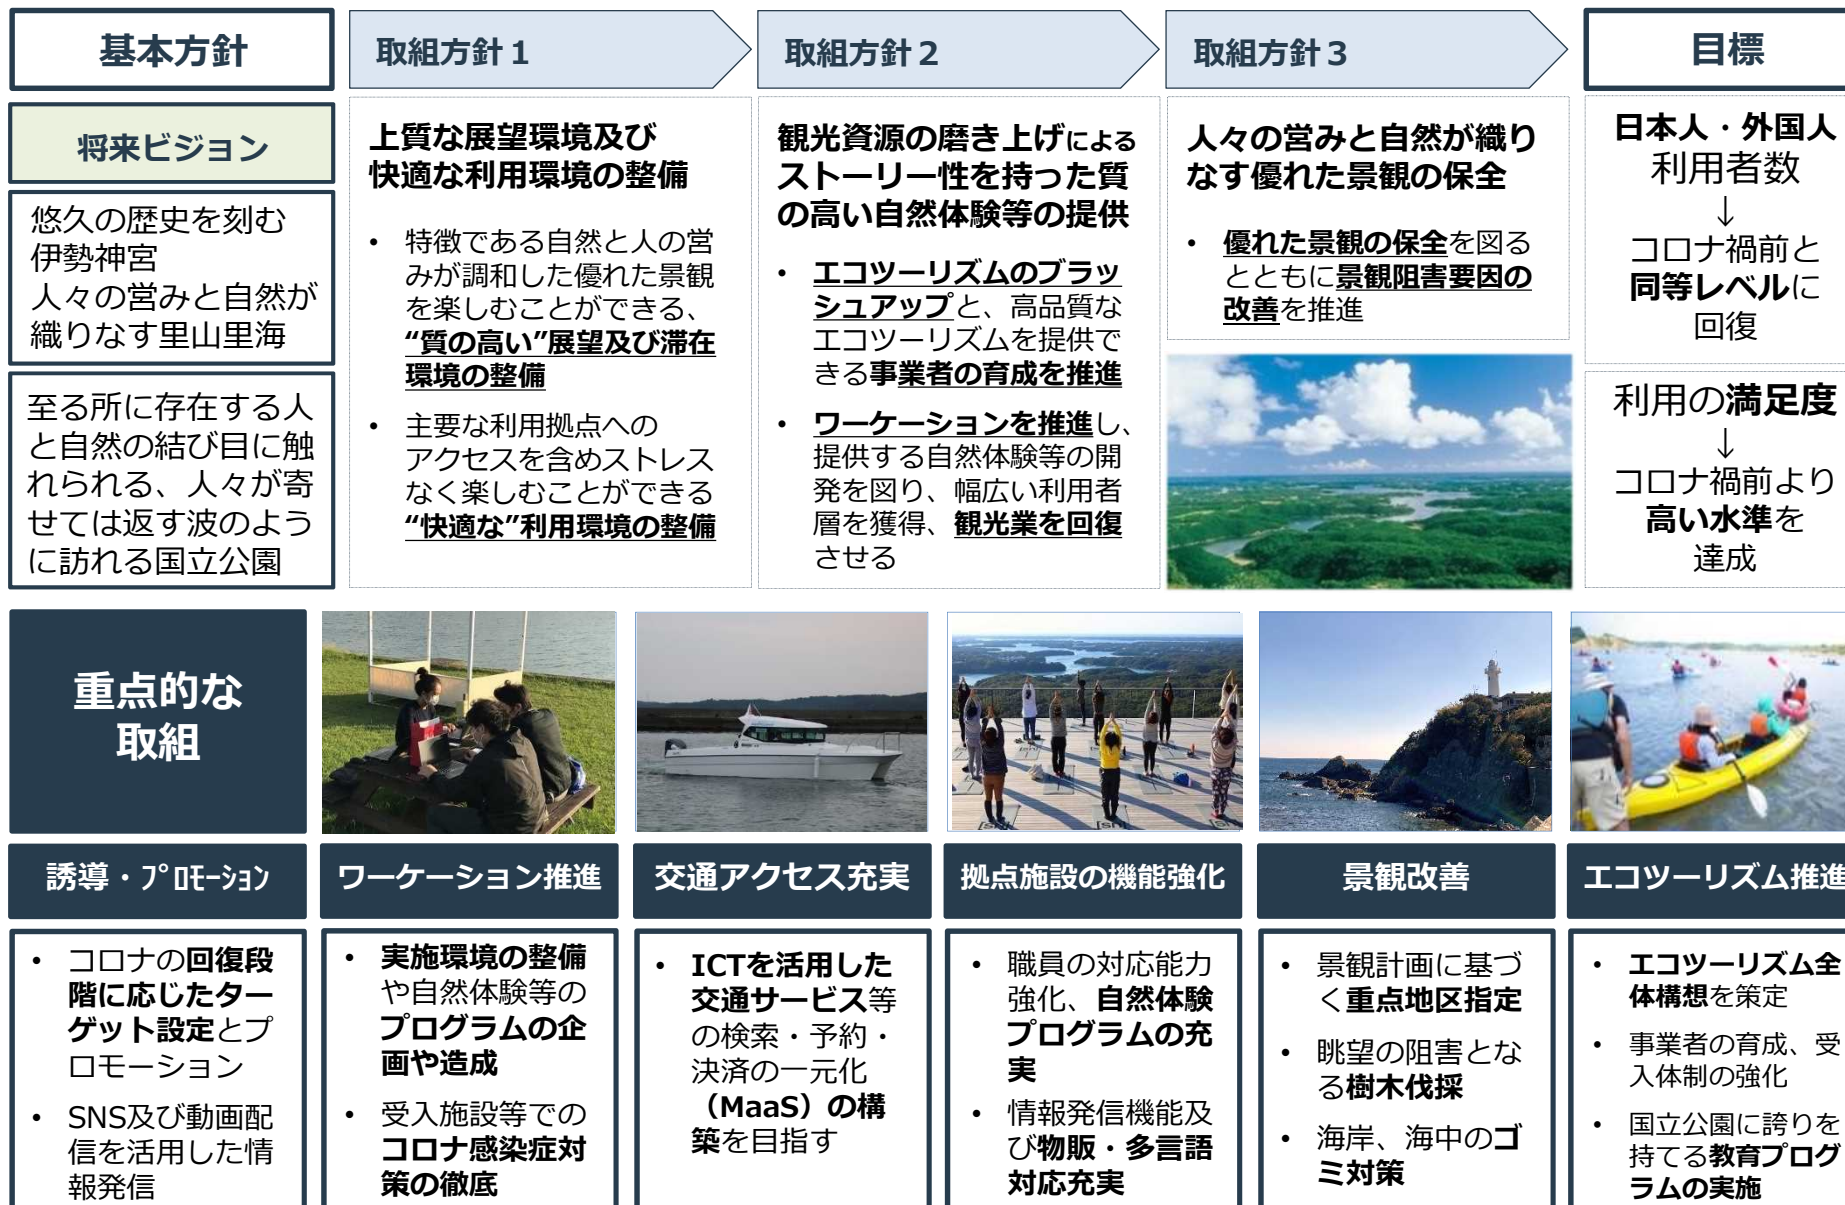 基本方針
将来ビジョン
悠久の歴史を刻む
伊勢神宮
人々の営みと自然が
織りなす里山里海
至る所に存在する人
と自然の結び目に触
れられる、人々が寄
せては返す波のよう
に訪れる国立公園
取組方針１
上質な展望環境及び
快適な利用環境の整備
• 特徴である自然と人の営
みが調和した優れた景観
を楽しむことができる、
“質の高い”展望及び滞在
環境の整備
• 主要な利用拠点への
アクセスを含めストレス
なく楽しむことができる
“快適な”利用環境の整備
取組方針２
観光資源の磨き上げによる
ストーリー性を持った質
の高い自然体験等の提供
• エコツーリズムのブラッ
シュアップと、高品質な
エコツーリズムを提供で
きる事業者の育成を推進
• ワーケーションを推進し、
提供する自然体験等の開
発を図り、幅広い利用者
層を獲得、観光業を回復
させる
取組方針３
人々の営みと自然が織り
なす優れた景観の保全
• 優れた景観の保全を図る
とともに景観阻害要因の
改善を推進
目標
日本人・外国人
利用者数
↓
コロナ禍前と
同等レベルに
回復
利用の満足度
↓
コロナ禍前より
高い水準を
達成
重点的な
取組
誘導・ﾌﾟﾛﾓｰｼｮﾝ
• コロナの回復段
階に応じたター
ゲット設定とプ
ロモーション
• SNS及び動画配
信を活用した情
報発信
ワーケーション推進
• 実施環境の整備
や自然体験等の
プログラムの企
画や造成
• 受入施設等での
コロナ感染症対
策の徹底
交通アクセス充実
• ICTを活用した
交通サービス等
の検索・予約・
決済の一元化
（MaaS）の構
築を目指す
拠点施設の機能強化
• 職員の対応能力
強化、自然体験
プログラムの充
実
• 情報発信機能及
び物販・多言語
対応充実
景観改善
• 景観計画に基づ
く重点地区指定
• 眺望の阻害とな
る樹木伐採
• 海岸、海中のゴ
ミ対策
エコツーリズム推進
• エコツーリズム全
体構想を策定
• 事業者の育成、受
入体制の強化
• 国立公園に誇りを
持てる教育プログ
ラムの実施